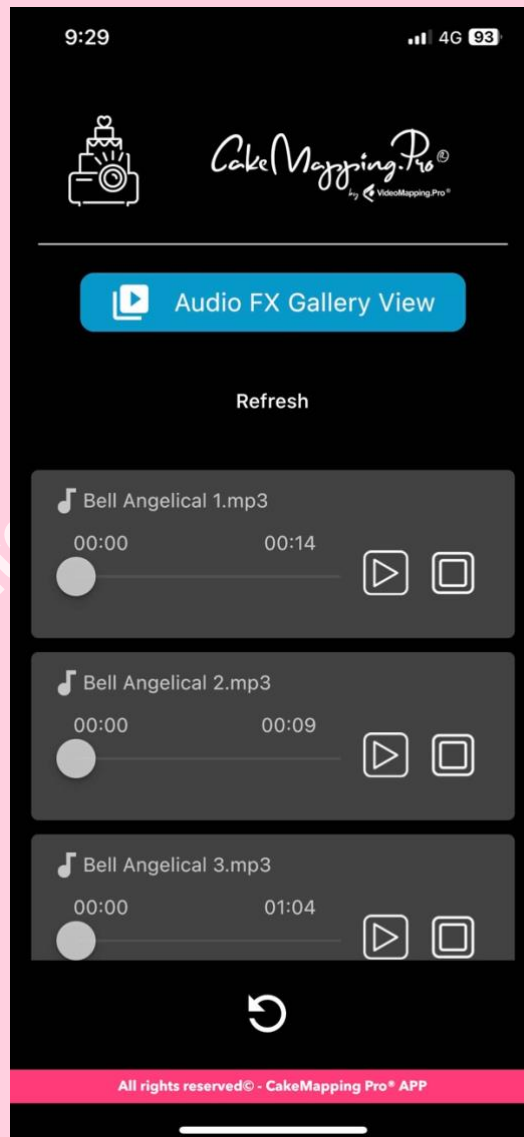 9:29
4G 93
CakeMapping.Pro®
by VideoMapping.Pro®
Audio FX Gallery View
Refresh
Bell Angelical 1.mp3
00:00 00:14
Bell Angelical 2.mp3
00:00 00:09
Bell Angelical 3.mp3
00:00 01:04
All rights reserved© - CakeMapping Pro® APP